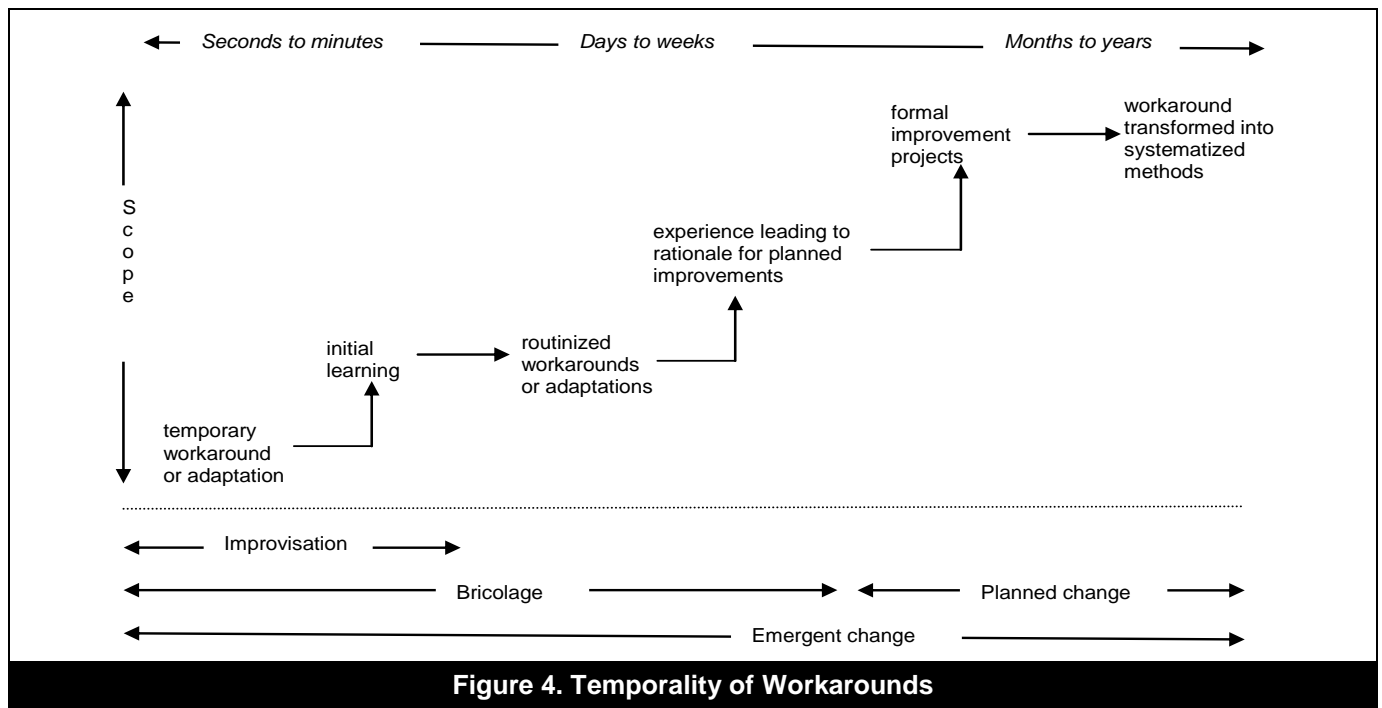 Seconds to minutes Days to weeks Months to years
formal
improvement
projects
workaround
transformed into
systematized
methods
Scope
experience leading to
rationale for planned
improvements
initial
learning
routinized
workarounds
or adaptations
temporary
workaround
or adaptation
Improvisation
Bricolage Planned change
Emergent change
Figure 4. Temporality of Workarounds